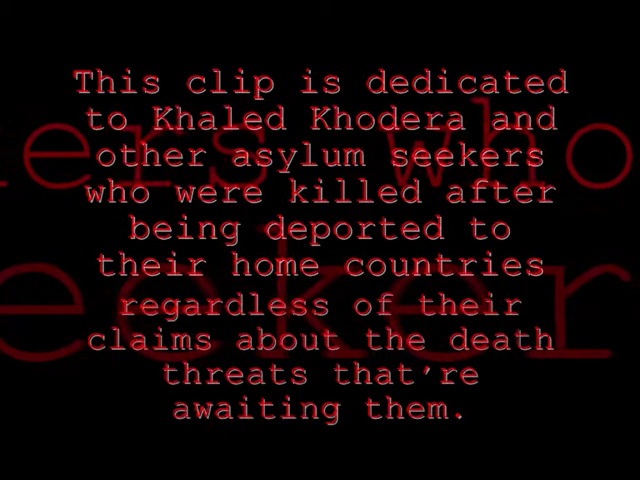 This clip is dedicated
to Khaled Khodera and
other asylum seekers
who were killed after
being deported to
their home countries
regardless of their
claims about the death
threats that're
awaiting them.